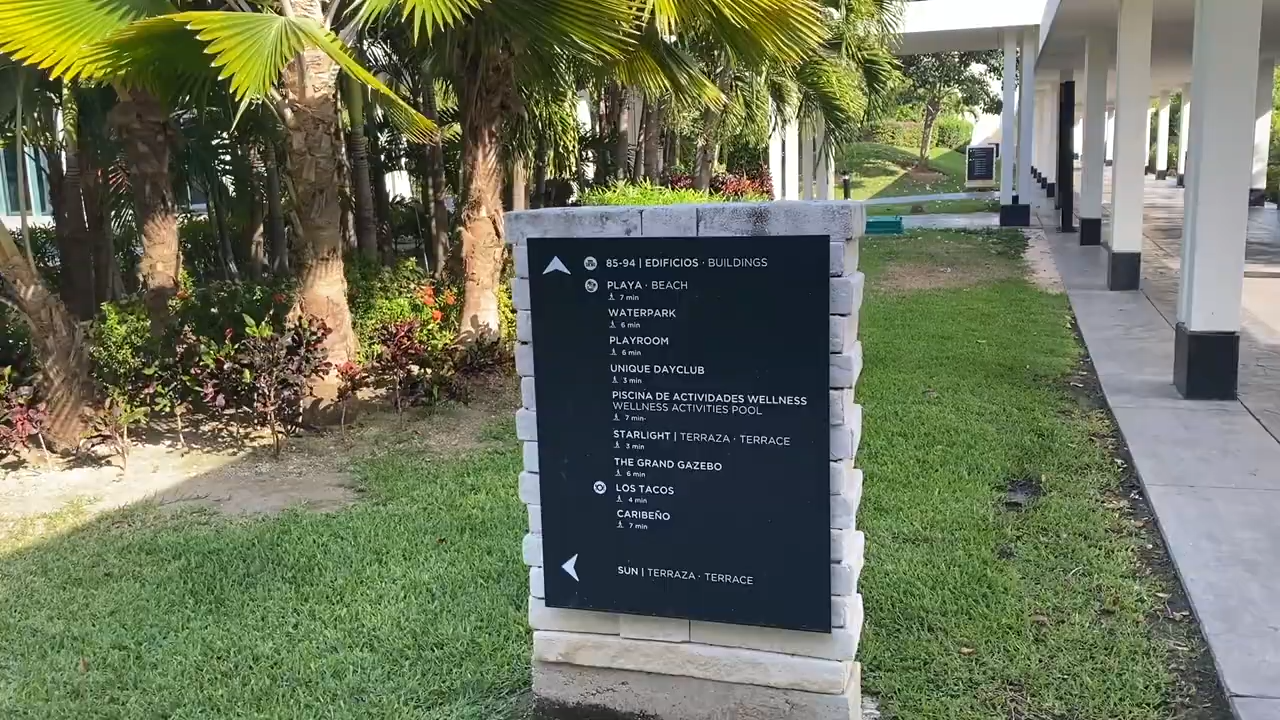 85-94 | EDIFICIOS · BUILDINGS
PLAYA · BEACH
7 min
WATERPARK
6 min
PLAYROOM
6 min
UNIQUE DAYCLUB
3 min
PISCINA DE ACTIVIDADES WELLNESS
WELLNESS ACTIVITIES POOL
7 min
STARLIGHT | TERRAZA · TERRACE
3 min
THE GRAND GAZEBO
6 min
LOS TACOS
4 min
CARIBEÑO
7 min
SUN | TERRAZA · TERRACE